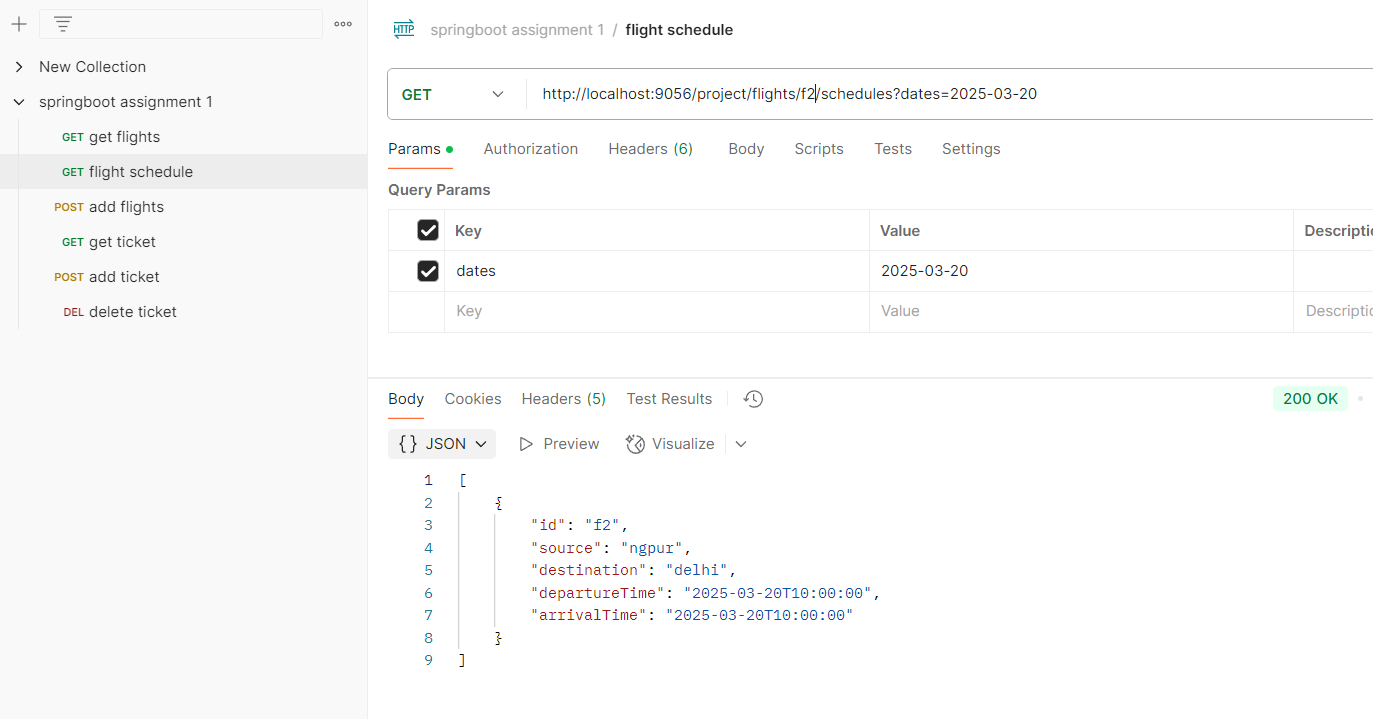 HTTP springboot assignment 1 / flight schedule
New Collection
springboot assignment 1
GET http://localhost:9056/project/flights/f2/schedules?dates=2025-03-20
GET get flights
GET flight schedule
POST add flights
GET get ticket
POST add ticket
DEL delete ticket
Params Authorization Headers (6) Body Scripts Tests Settings
Query Params
Key Value Descriptio
dates 2025-03-20
Key Value Descriptio
Body Cookies Headers (5) Test Results 200 OK
{} JSON Preview Visualize
1 [
2 {
3 "id": "f2",
4 "source": "ngpur",
5 "destination": "delhi",
6 "departureTime": "2025-03-20T10:00:00",
7 "arrivalTime": "2025-03-20T10:00:00"
8 }
9 ]